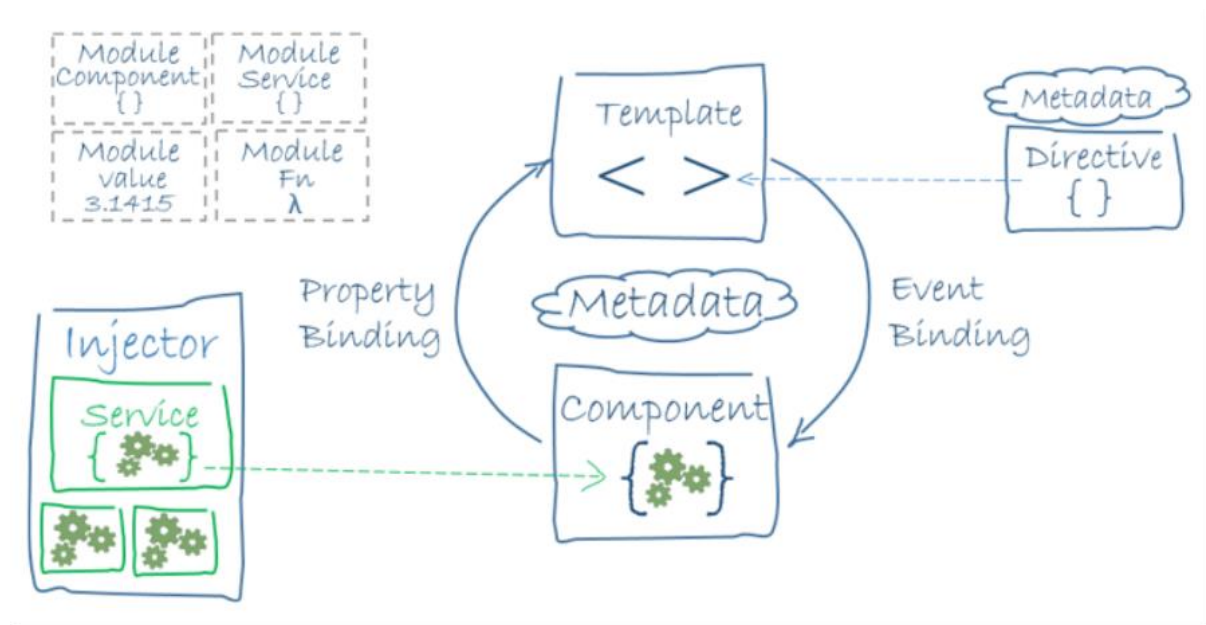 Module
Component
{ }
Module
Service
{ }
Module
value
3.1415
Module
Fn
λ
Template
< >
Metadata
Directive
{ }
Property
Binding
Metadata
Event
Binding
Injector
Service
{ }
Component
{ }